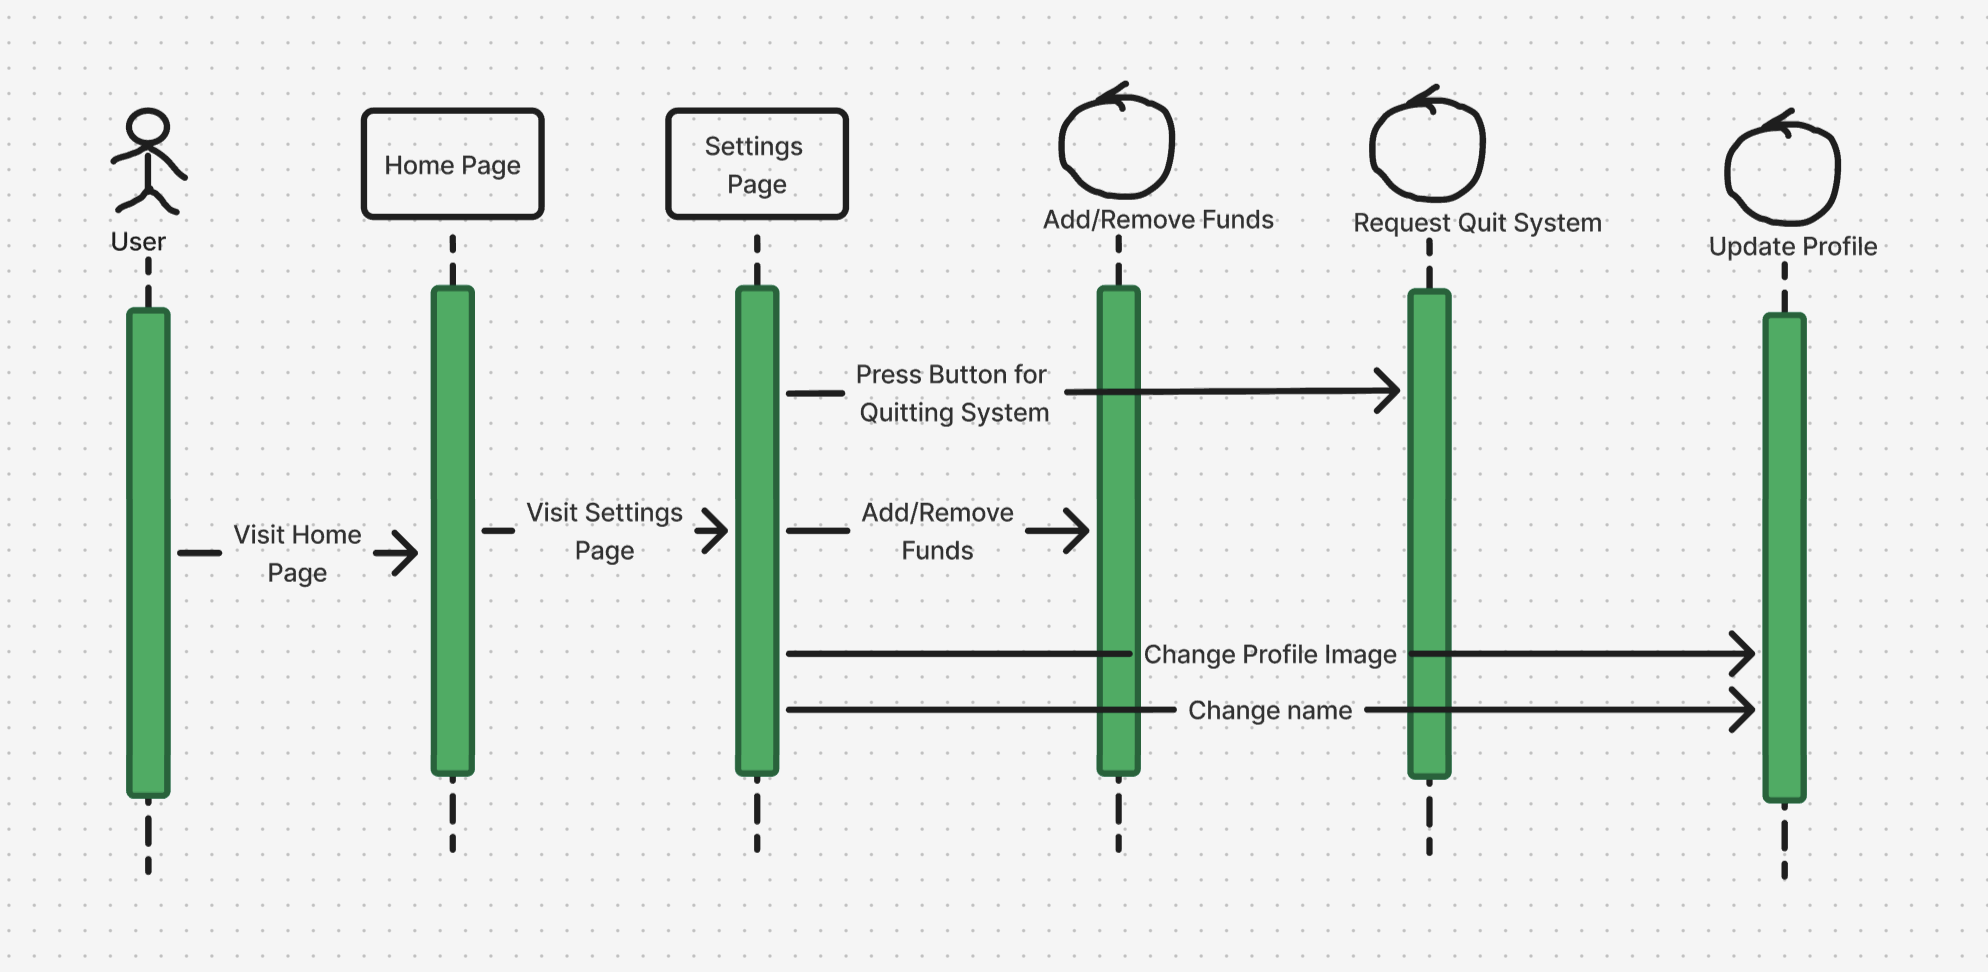 Home Page
Settings
Page
Add/Remove Funds
Request Quit System
User
Update Profile
Press Button for
Quitting System
Visit Home
Page
Visit Settings
Page
Add/Remove
Funds
Change Profile Image
Change name